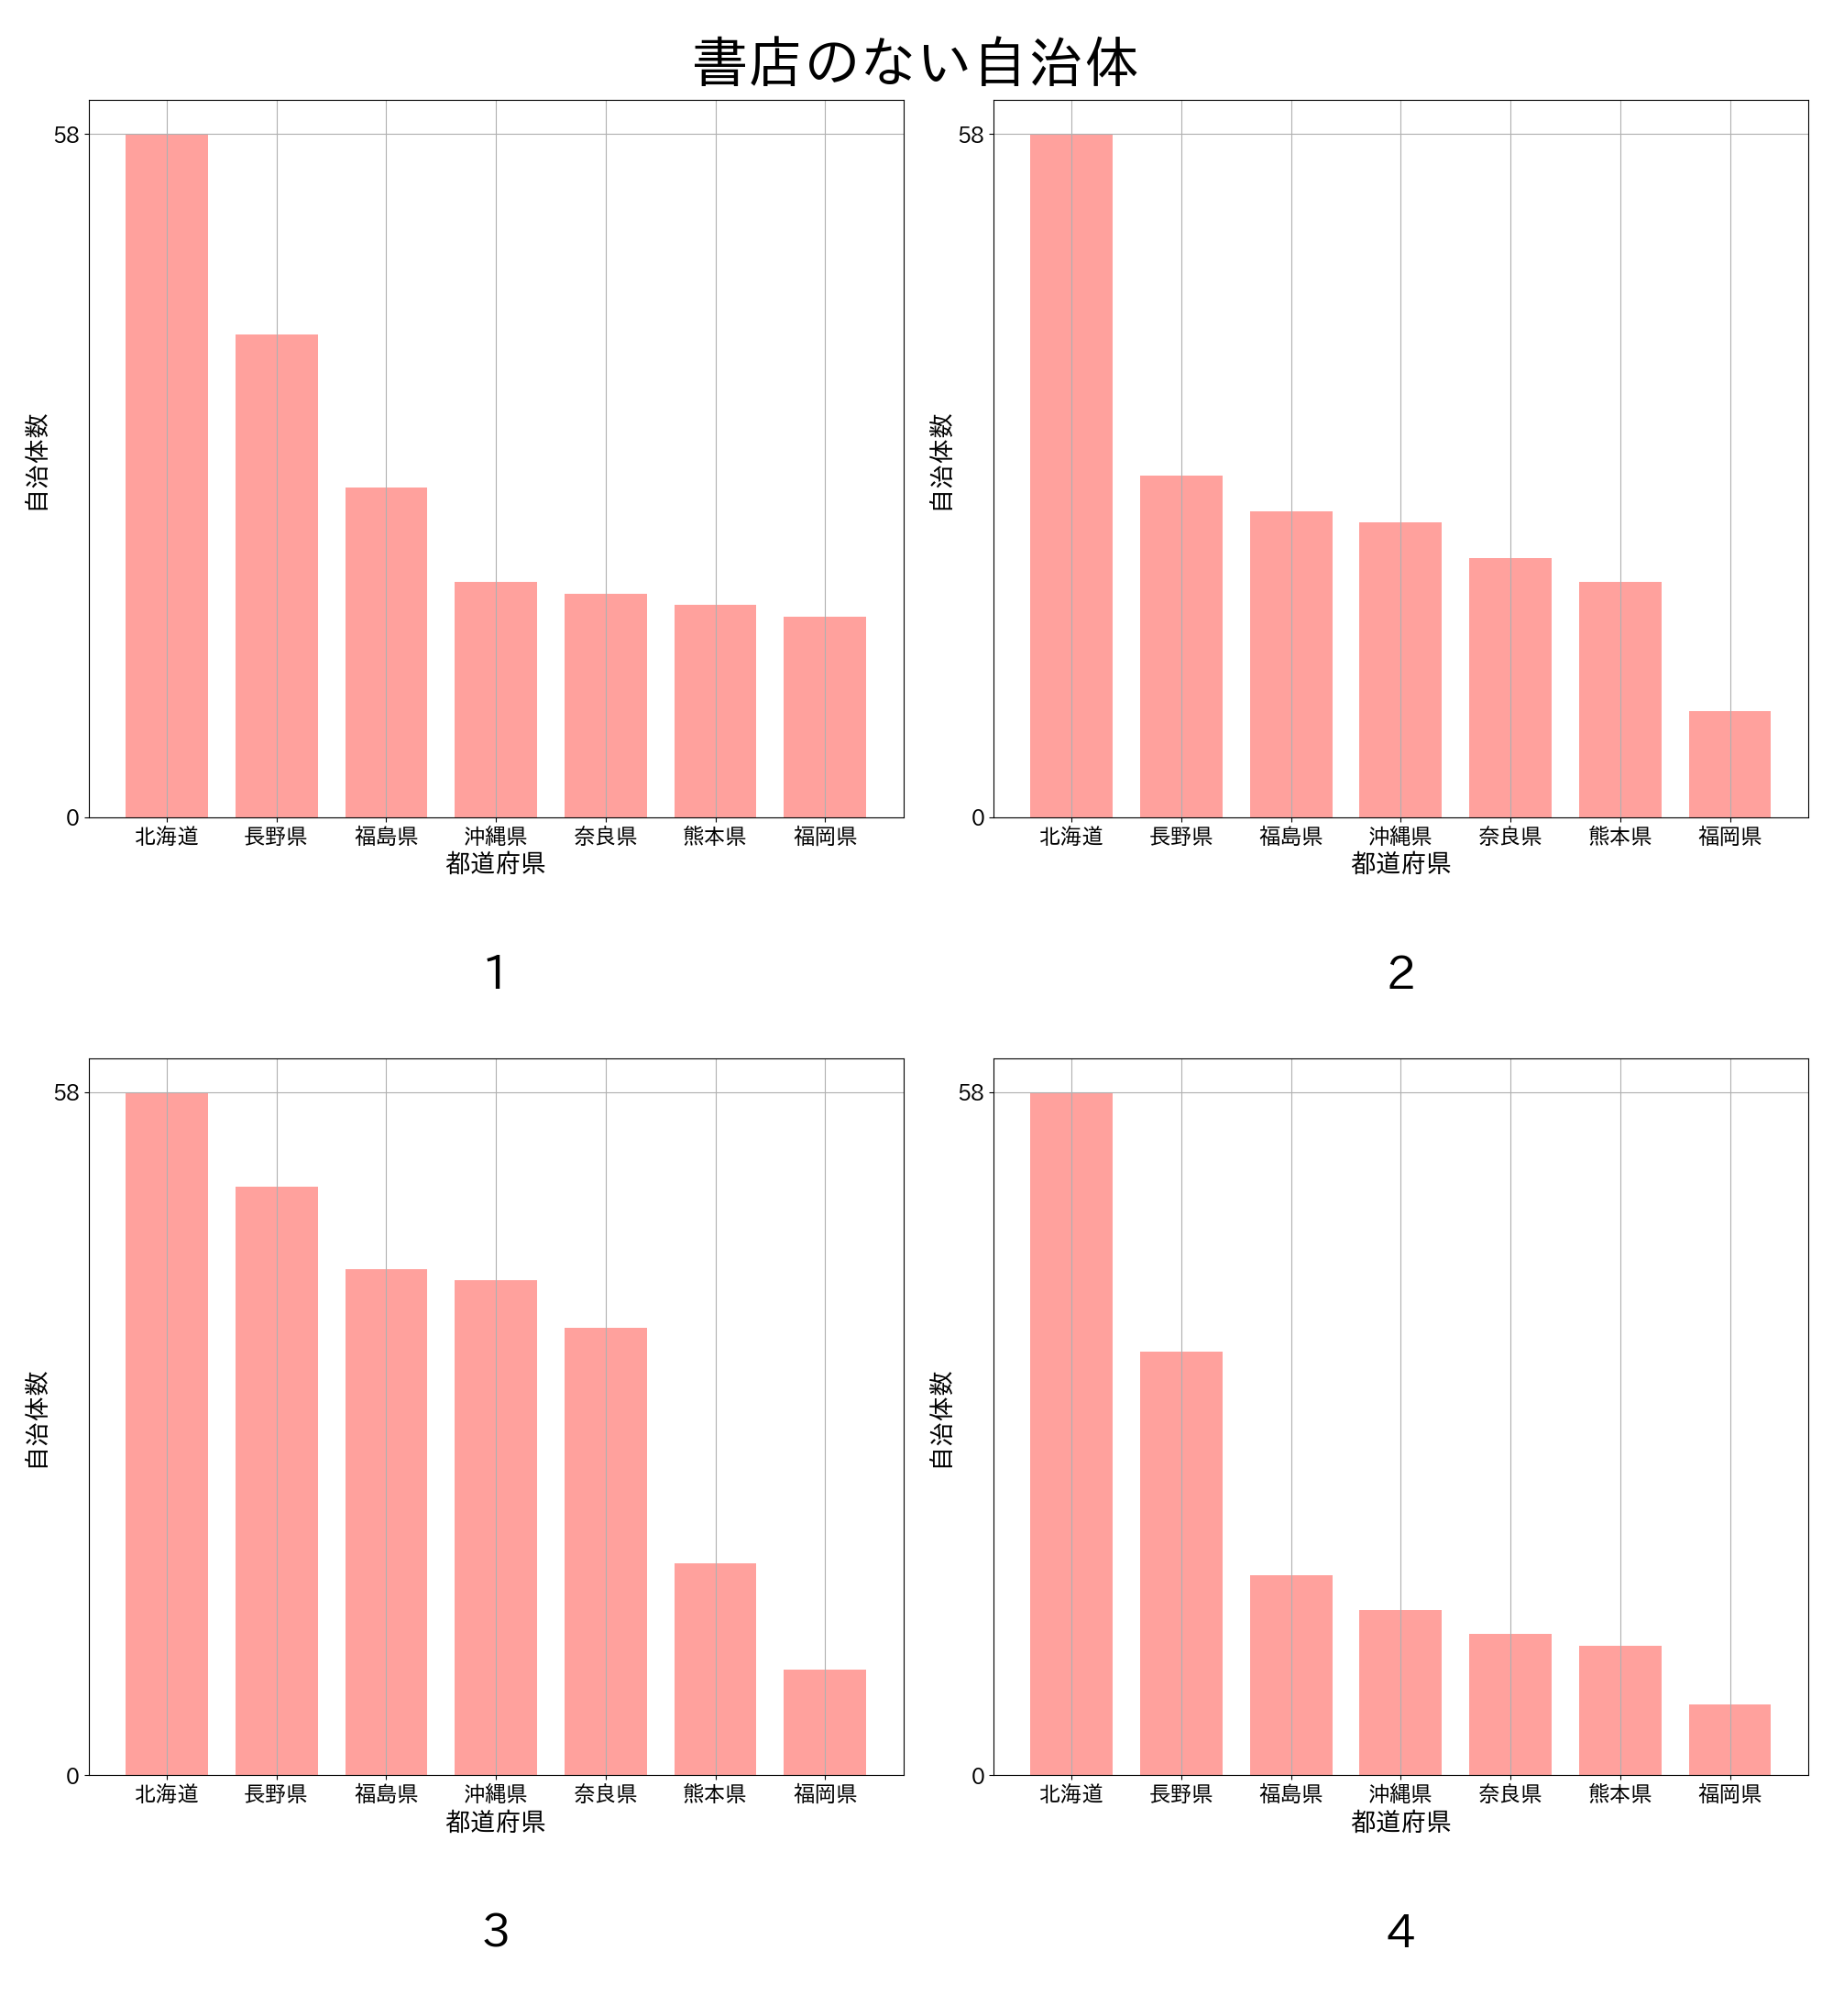 書店のない自治体
58
0
自治体数
北海道 長野県 福島県 沖縄県 奈良県 熊本県 福岡県
都道府県
1
58
0
自治体数
北海道 長野県 福島県 沖縄県 奈良県 熊本県 福岡県
都道府県
2
58
0
自治体数
北海道 長野県 福島県 沖縄県 奈良県 熊本県 福岡県
都道府県
3
58
0
自治体数
北海道 長野県 福島県 沖縄県 奈良県 熊本県 福岡県
都道府県
4